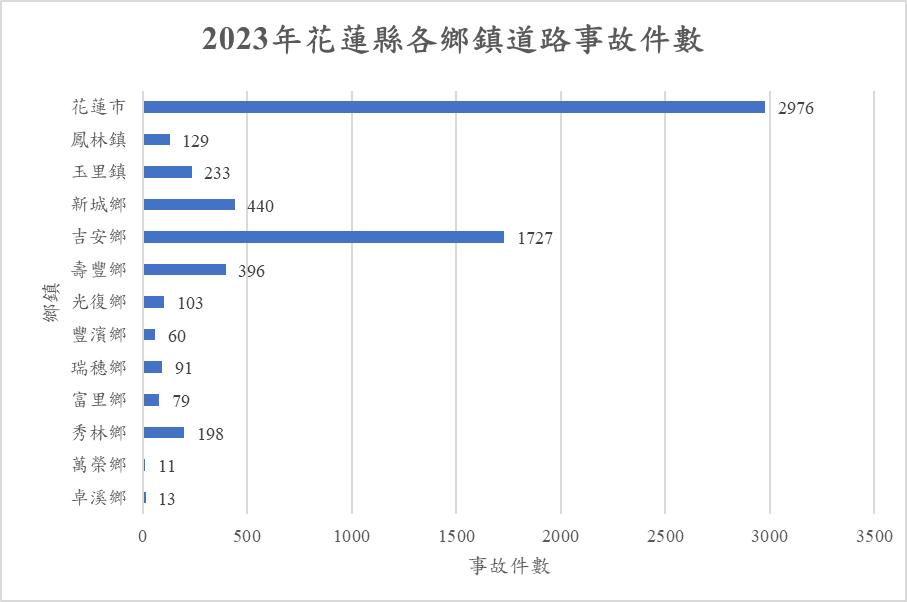 2023年花蓮縣各鄉鎮道路事故件數
花蓮市 2976
鳳林鎮 129
玉里鎮 233
新城鄉 440
吉安鄉 1727
壽豐鄉 396
光復鄉 103
豐濱鄉 60
瑞穗鄉 91
富里鄉 79
秀林鄉 198
萬榮鄉 11
卓溪鄉 13
鄉鎮
0 500 1000 1500 2000 2500 3000 3500
事故件數